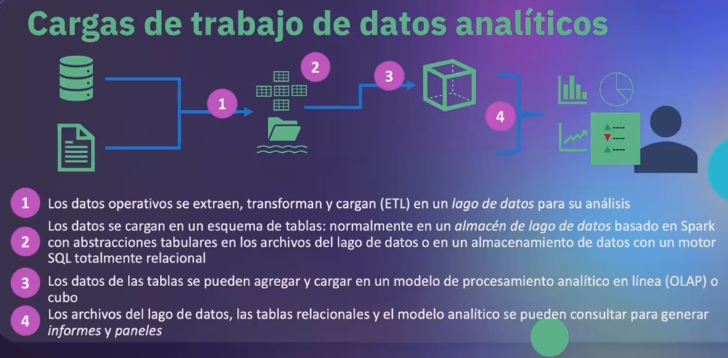 Cargas de trabajo de datos analíticos
1
2
3
4
1 Los datos operativos se extraen, transforman y cargan (ETL) en un lago de datos para su análisis
2 Los datos se cargan en un esquema de tablas: normalmente en un almacén de lago de datos basado en Spark
con abstracciones tabulares en los archivos del lago de datos o en un almacenamiento de datos con un motor
SQL totalmente relacional
3 Los datos de las tablas se pueden agregar y cargar en un modelo de procesamiento analítico en línea (OLAP) o
cubo
4 Los archivos del lago de datos, las tablas relacionales y el modelo analítico se pueden consultar para generar
informes y paneles